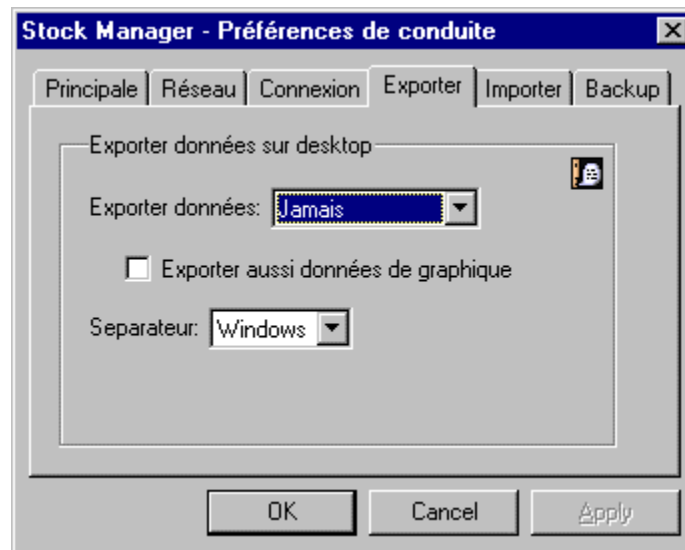 Stock Manager - Préférences de conduite
Principale Réseau Connexion Exporter Importer Backup
Exporter données sur desktop
Exporter données: Jamais
Exporter aussi données de graphique
Separateur: Windows
OK Cancel Apply